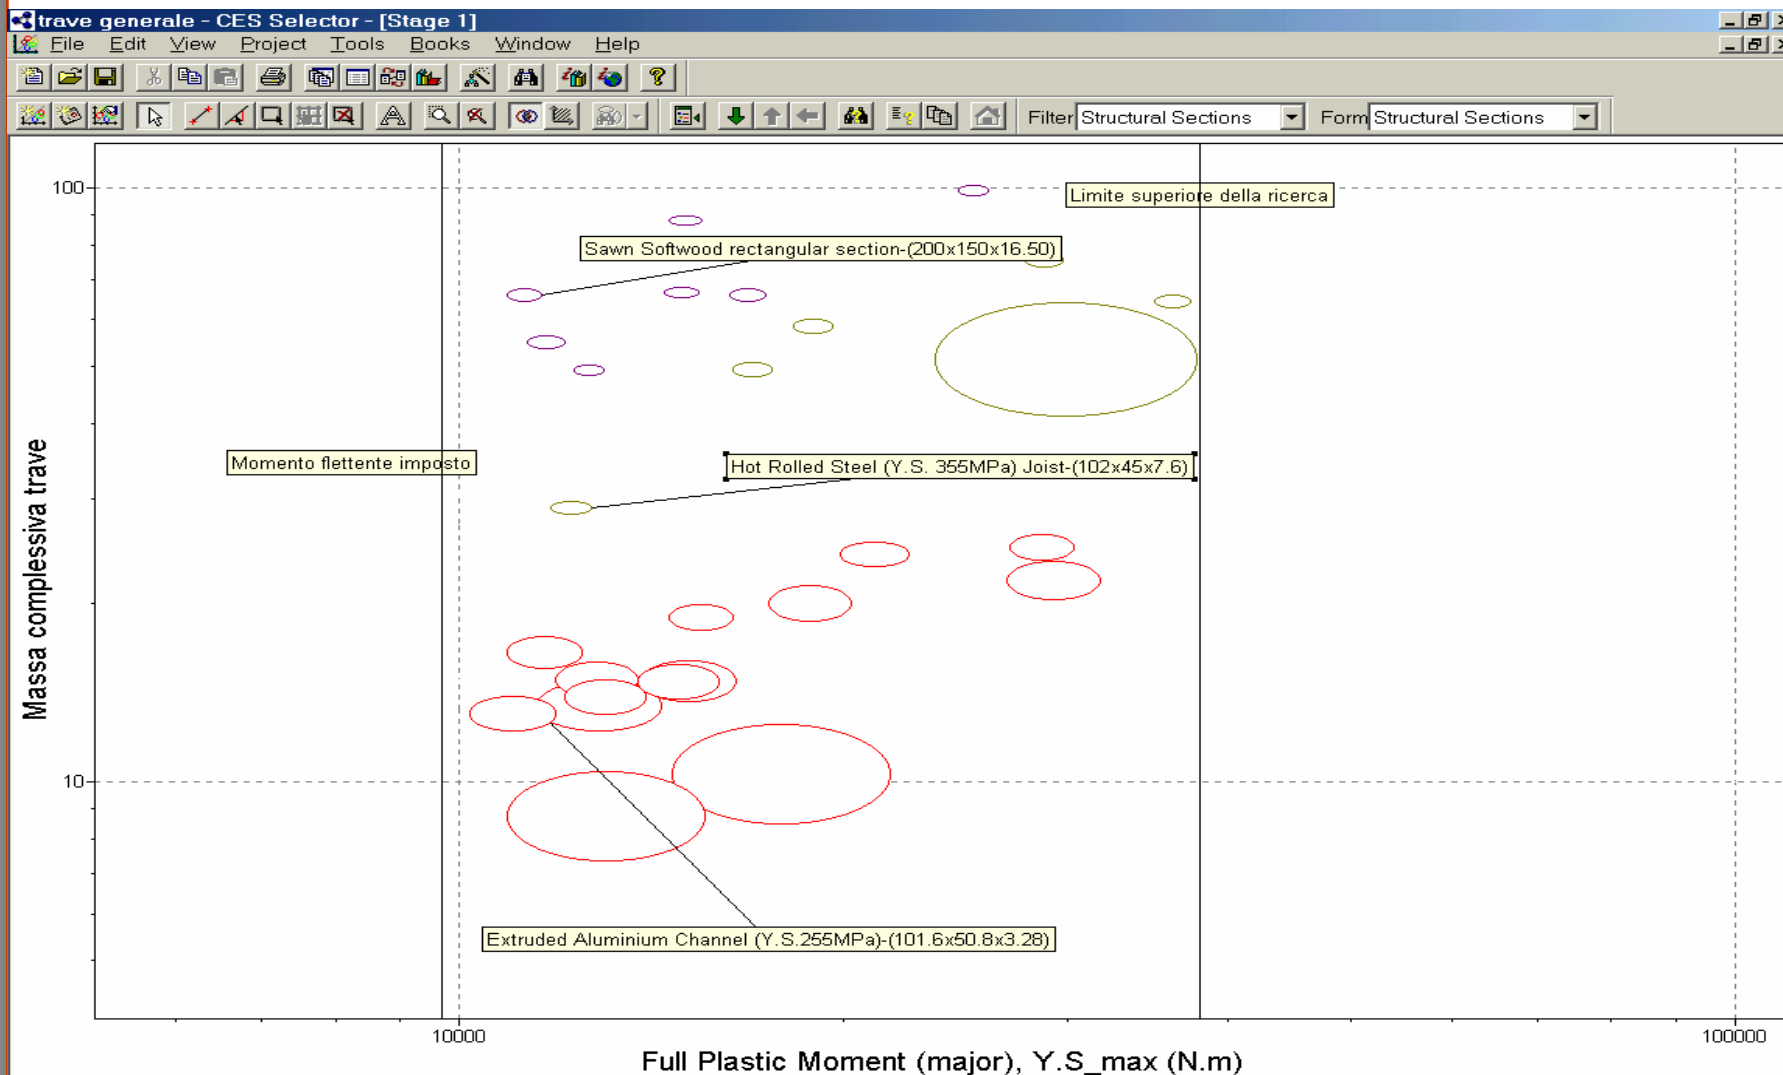 trave generale - CES Selector - [Stage 1]
File Edit View Project Tools Books Window Help
Filter Structural Sections Form Structural Sections
100
Limite superiore della ricerca
Sawn Softwood rectangular section-(200x150x16.50)
Momento flettente imposto
Hot Rolled Steel (Y.S. 355MPa) Joist-(102x45x7.6)
Massa complessiva trave
10
Extruded Aluminium Channel (Y.S.255MPa)-(101.6x50.8x3.28)
10000 100000
Full Plastic Moment (major), Y.S_max (N.m)